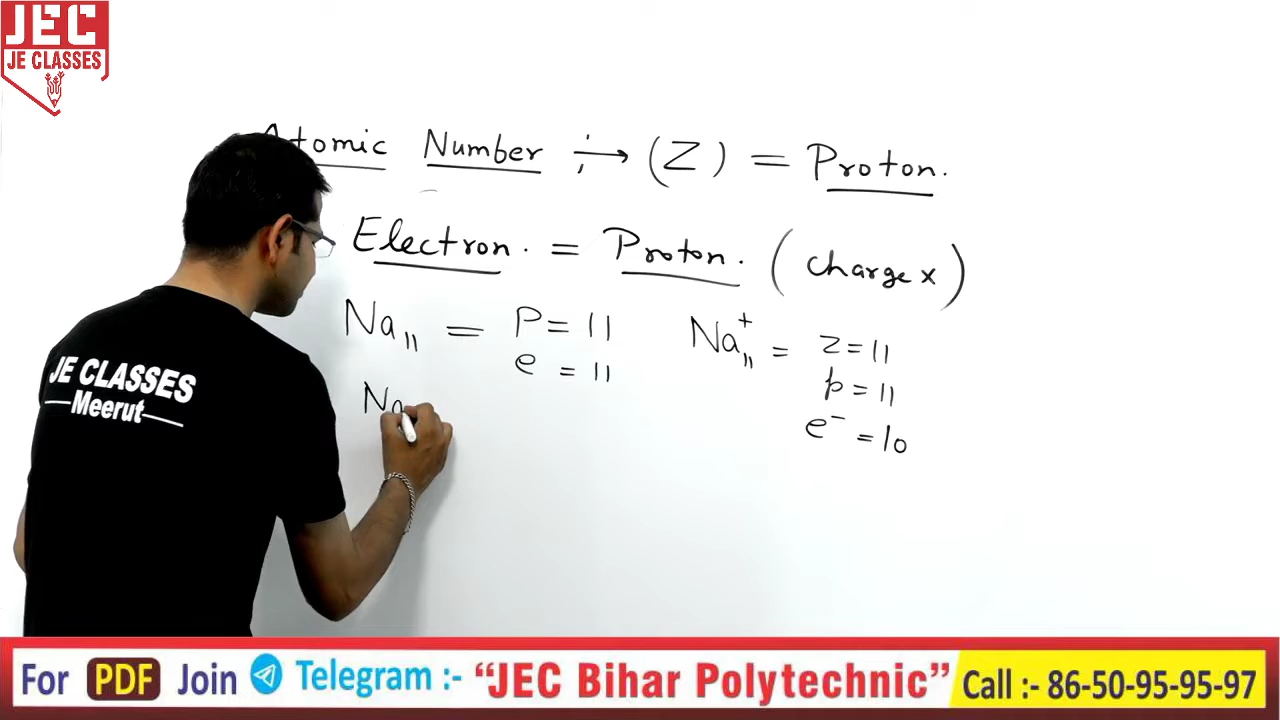 JEC
JE CLASSES
Atomic Number :→ (Z) = Proton.
Electron. = Proton. (charge x)
Na₁₁ = P = 11
e = 11
Na⁺₁₁ = Z = 11
p = 11
e⁻ = 10
Na
JE CLASSES
Meerut
For PDF Join Telegram :- “JEC Bihar Polytechnic” Call :- 86-50-95-95-97